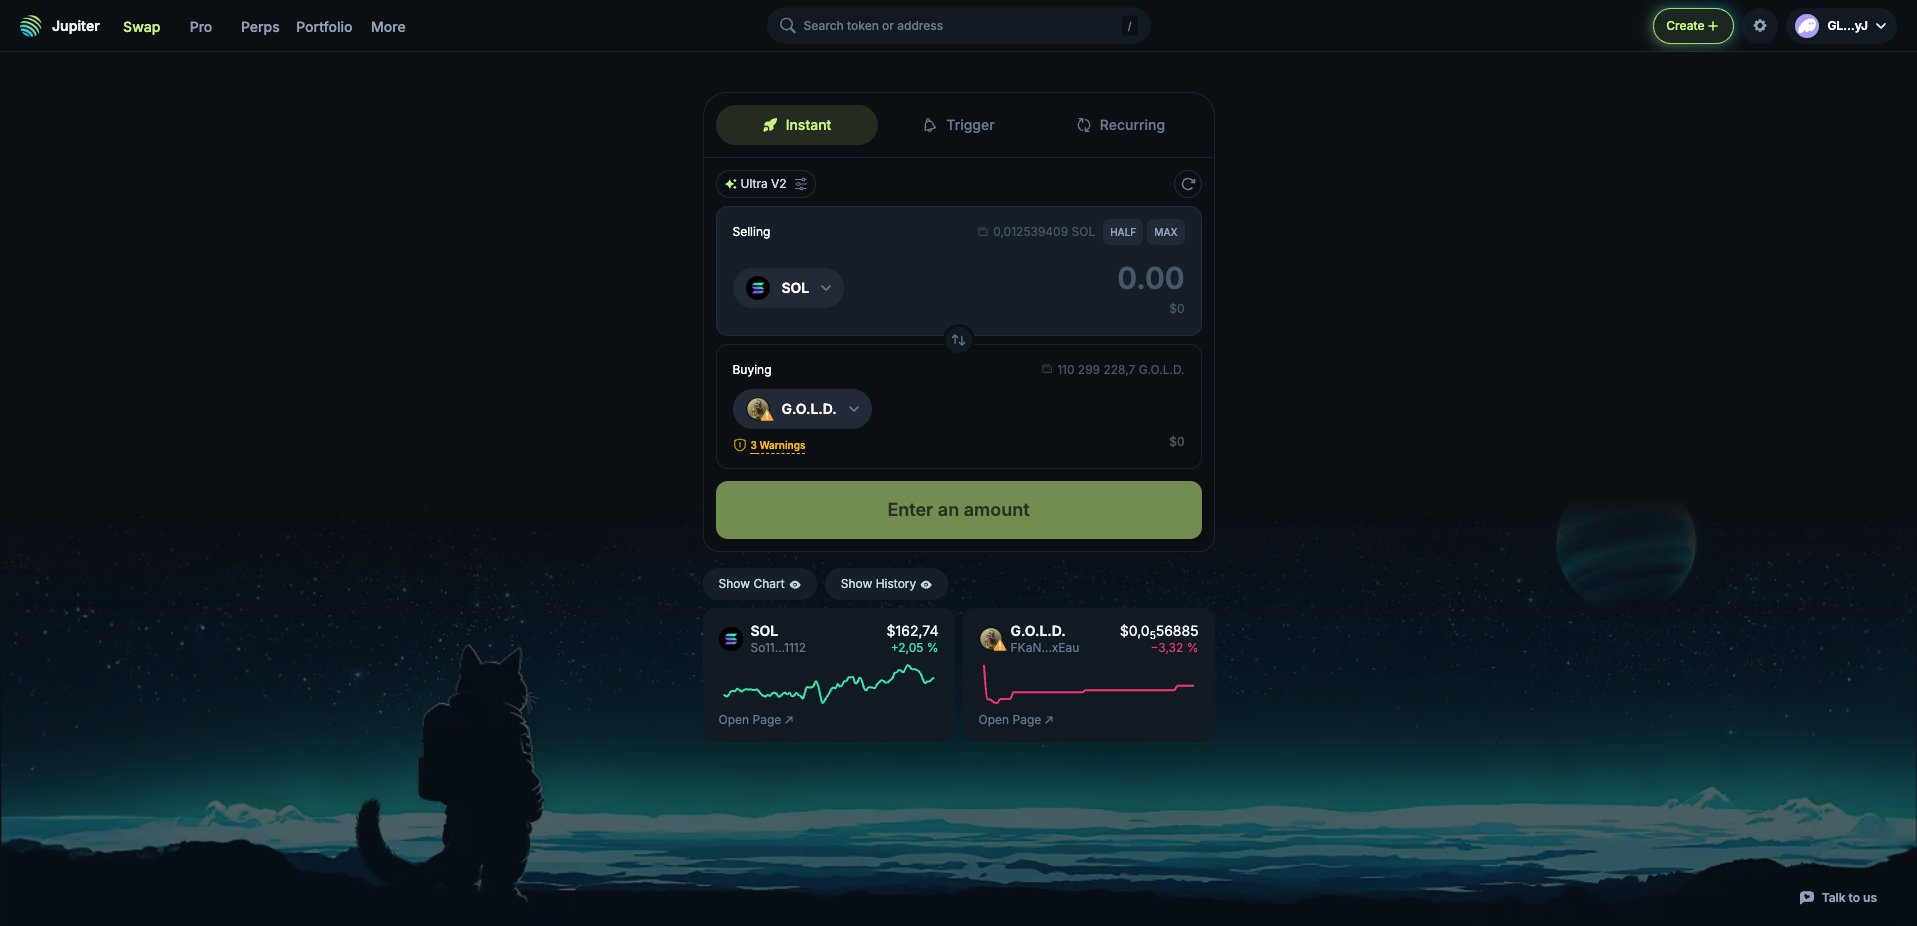 Jupiter Swap Pro Perps Portfolio More Search token or address / Create + GL...yJ
Instant Trigger Recurring
Ultra V2
Selling 0,012539409 SOL HALF MAX
SOL 0.00
$0
Buying 110 299 228,7 G.O.L.D.
G.O.L.D.
3 Warnings $0
Enter an amount
Show Chart Show History
SOL $162,74
So11...1112 +2,05 %
Open Page
G.O.L.D. $0,0₅56885
FKaN...xEau −3,32 %
Open Page
Talk to us